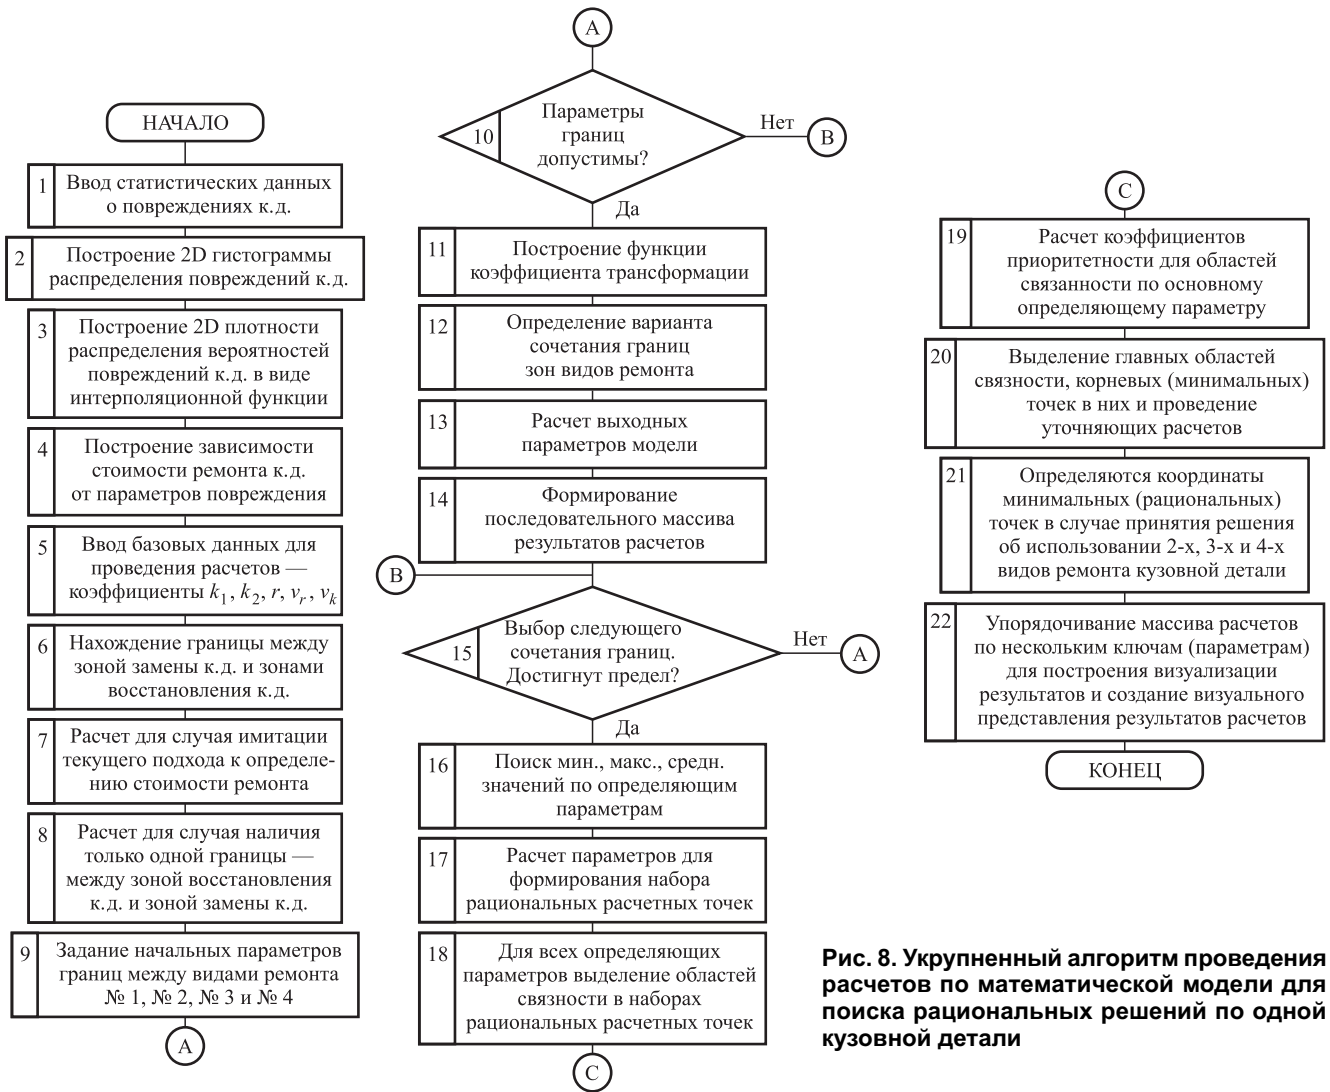 НАЧАЛО
1
Ввод статистических данных
о повреждениях к.д.
2
Построение 2D гистограммы
распределения повреждений к.д.
3
Построение 2D плотности
распределения вероятностей
повреждений к.д. в виде
интерполяционной функции
4
Построение зависимости
стоимости ремонта к.д.
от параметров повреждения
5
Ввод базовых данных для
проведения расчетов —
коэффициенты k₁, k₂, r, vᵣ, vₖ
6
Нахождение границы между
зоной замены к.д. и зонами
восстановления к.д.
7
Расчет для случая имитации
текущего подхода к определе-
нию стоимости ремонта
8
Расчет для случая наличия
только одной границы —
между зоной восстановления
к.д. и зоной замены к.д.
9
Задание начальных параметров
границ между видами ремонта
№ 1, № 2, № 3 и № 4
A
A
10
Параметры
границ
допустимы?
Нет
B
Да
11
Построение функции
коэффициента трансформации
12
Определение варианта
сочетания границ
зон видов ремонта
13
Расчет выходных
параметров модели
14
Формирование
последовательного массива
результатов расчетов
B
15
Выбор следующего
сочетания границ.
Достигнут предел?
Нет
A
Да
16
Поиск мин., макс., средн.
значений по определяющим
параметрам
17
Расчет параметров для
формирования набора
рациональных расчетных точек
18
Для всех определяющих
параметров выделение областей
связности в наборах
рациональных расчетных точек
C
C
19
Расчет коэффициентов
приоритетности для областей
связанности по основному
определяющему параметру
20
Выделение главных областей
связности, корневых (минимальных)
точек в них и проведение
уточняющих расчетов
21
Определяются координаты
минимальных (рациональных)
точек в случае принятия решения
об использовании 2-х, 3-х и 4-х
видов ремонта кузовной детали
22
Упорядочивание массива расчетов
по нескольким ключам (параметрам)
для построения визуализации
результатов и создание визуального
представления результатов расчетов
КОНЕЦ
Рис. 8. Укрупненный алгоритм проведения
расчетов по математической модели для
поиска рациональных решений по одной
кузовной детали